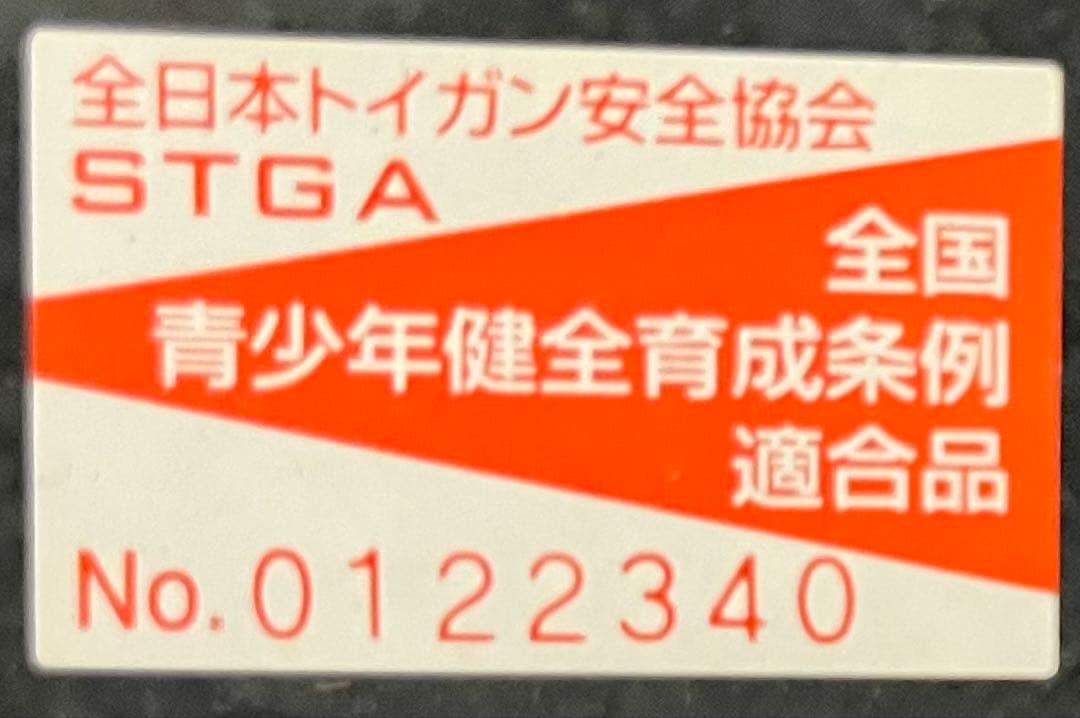 全日本トイガン安全協会
STGA
全国
青少年健全育成条例
適合品
No.0122340